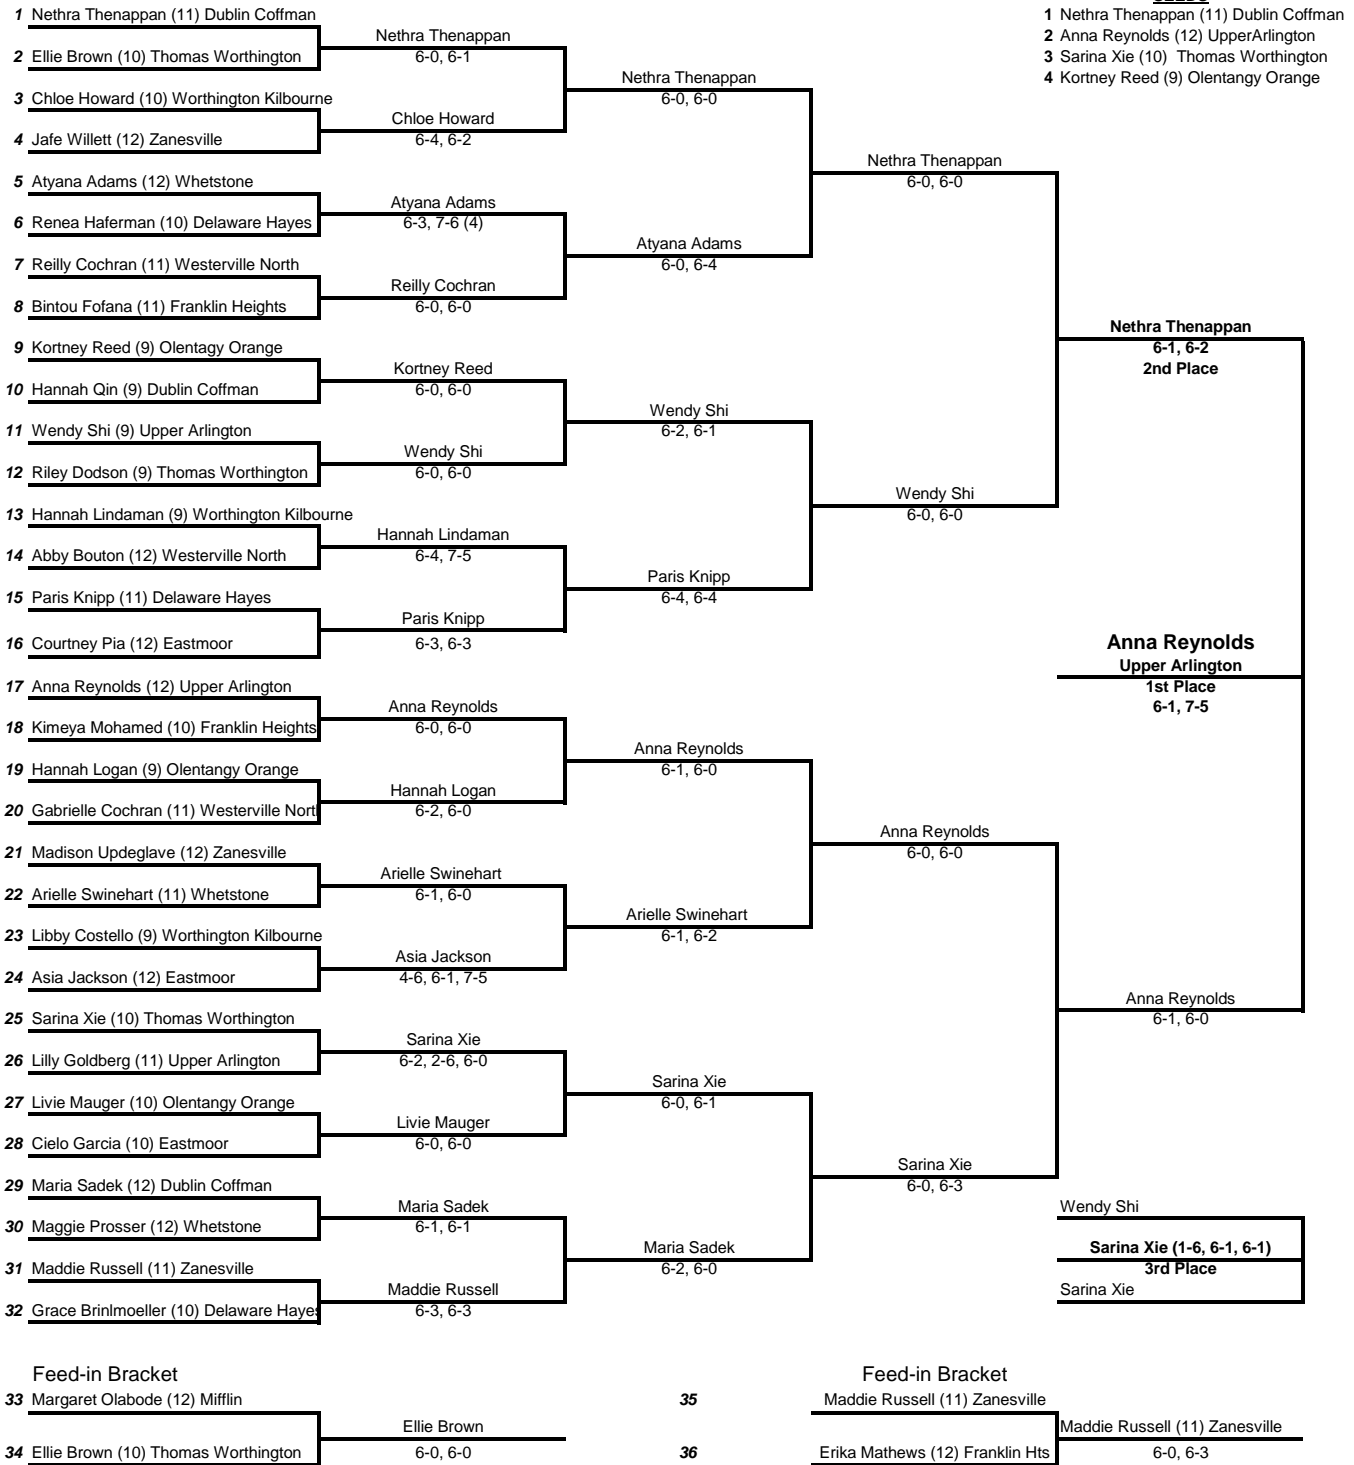 1 Nethra Thenappan (11) Dublin Coffman
2 Ellie Brown (10) Thomas Worthington
3 Chloe Howard (10) Worthington Kilbourne
4 Jafe Willett (12) Zanesville
5 Atyana Adams (12) Whetstone
6 Renea Haferman (10) Delaware Hayes
7 Reilly Cochran (11) Westerville North
8 Bintou Fofana (11) Franklin Heights
9 Kortney Reed (9) Olentagy Orange
10 Hannah Qin (9) Dublin Coffman
11 Wendy Shi (9) Upper Arlington
12 Riley Dodson (9) Thomas Worthington
13 Hannah Lindaman (9) Worthington Kilbourne
14 Abby Bouton (12) Westerville North
15 Paris Knipp (11) Delaware Hayes
16 Courtney Pia (12) Eastmoor
17 Anna Reynolds (12) Upper Arlington
18 Kimeya Mohamed (10) Franklin Heights
19 Hannah Logan (9) Olentangy Orange
20 Gabrielle Cochran (11) Westerville Nort
21 Madison Updeglave (12) Zanesville
22 Arielle Swinehart (11) Whetstone
23 Libby Costello (9) Worthington Kilbourne
24 Asia Jackson (12) Eastmoor
25 Sarina Xie (10) Thomas Worthington
26 Lilly Goldberg (11) Upper Arlington
27 Livie Mauger (10) Olentangy Orange
28 Cielo Garcia (10) Eastmoor
29 Maria Sadek (12) Dublin Coffman
30 Maggie Prosser (12) Whetstone
31 Maddie Russell (11) Zanesville
32 Grace Brinlmoeller (10) Delaware Hayes
Nethra Thenappan
6-0, 6-1
Chloe Howard
6-4, 6-2
Atyana Adams
6-3, 7-6 (4)
Reilly Cochran
6-0, 6-0
Kortney Reed
6-0, 6-0
Wendy Shi
6-0, 6-0
Hannah Lindaman
6-4, 7-5
Paris Knipp
6-3, 6-3
Anna Reynolds
6-0, 6-0
Hannah Logan
6-2, 6-0
Arielle Swinehart
6-1, 6-0
Asia Jackson
4-6, 6-1, 7-5
Sarina Xie
6-2, 2-6, 6-0
Livie Mauger
6-0, 6-0
Maria Sadek
6-1, 6-1
Maddie Russell
6-3, 6-3
Nethra Thenappan
6-0, 6-0
Atyana Adams
6-0, 6-4
Wendy Shi
6-2, 6-1
Paris Knipp
6-4, 6-4
Anna Reynolds
6-1, 6-0
Arielle Swinehart
6-1, 6-2
Sarina Xie
6-0, 6-1
Maria Sadek
6-2, 6-0
Nethra Thenappan
6-0, 6-0
Wendy Shi
6-0, 6-0
Anna Reynolds
6-0, 6-0
Sarina Xie
6-0, 6-3
1 Nethra Thenappan (11) Dublin Coffman
2 Anna Reynolds (12) UpperArlington
3 Sarina Xie (10) Thomas Worthington
4 Kortney Reed (9) Olentangy Orange
Nethra Thenappan
6-1, 6-2
2nd Place
Anna Reynolds
Upper Arlington
1st Place
6-1, 7-5
Anna Reynolds
6-1, 6-0
Wendy Shi
Sarina Xie (1-6, 6-1, 6-1)
3rd Place
Sarina Xie
Feed-in Bracket
33 Margaret Olabode (12) Mifflin
34 Ellie Brown (10) Thomas Worthington
Ellie Brown
6-0, 6-0
Feed-in Bracket
35 Maddie Russell (11) Zanesville
36 Erika Mathews (12) Franklin Hts
Maddie Russell (11) Zanesville
6-0, 6-3